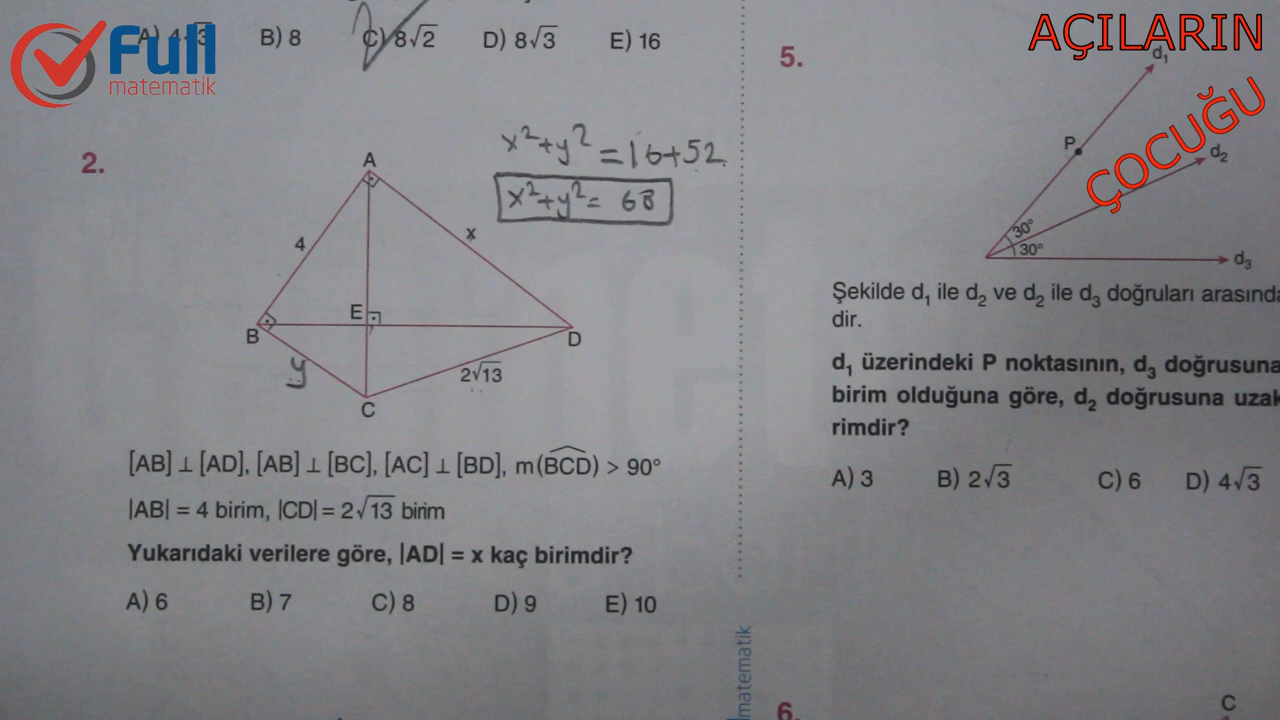 Full
matematik
A) 4√3 B) 8 C) 8√2 D) 8√3 E) 16
2.
A
4
x
E
B
D
y
2√13
C
x²+y² = 16+52
x²+y² = 68
[AB] ⊥ [AD], [AB] ⊥ [BC], [AC] ⊥ [BD], m(BCD) > 90°
|AB| = 4 birim, |CD| = 2√13 birim
Yukarıdaki verilere göre, |AD| = x kaç birimdir?
A) 6 B) 7 C) 8 D) 9 E) 10
matematik
AÇILARIN
ÇOCUĞU
5.
d₁
P
d₂
30°
30°
d₃
Şekilde d₁ ile d₂ ve d₂ ile d₃ doğruları arasında
dir.
d₁ üzerindeki P noktasının, d₃ doğrusuna
birim olduğuna göre, d₂ doğrusuna uzak
rimdir?
A) 3 B) 2√3 C) 6 D) 4√3
6.
C